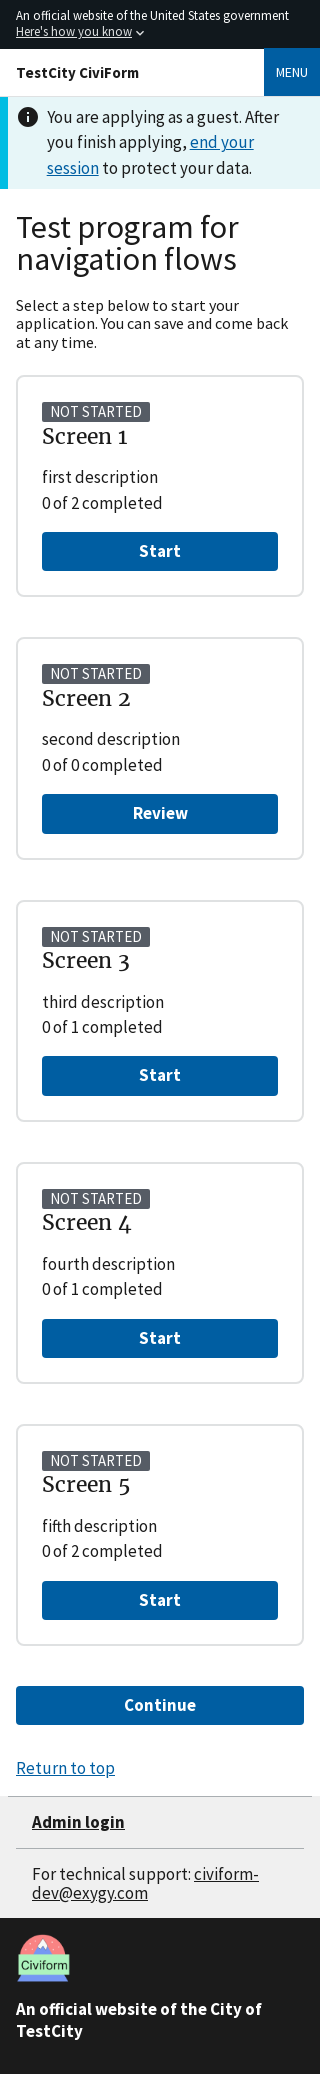 An official website of the United States government
Here's how you know
TestCity CiviForm
MENU
You are applying as a guest. After
you finish applying, end your
session to protect your data.
Test program for
navigation flows
Select a step below to start your
application. You can save and come back
at any time.
NOT STARTED
Screen 1
first description
0 of 2 completed
Start
NOT STARTED
Screen 2
second description
0 of 0 completed
Review
NOT STARTED
Screen 3
third description
0 of 1 completed
Start
NOT STARTED
Screen 4
fourth description
0 of 1 completed
Start
NOT STARTED
Screen 5
fifth description
0 of 2 completed
Start
Continue
Return to top
Admin login
For technical support: civiform-
dev@exygy.com
Civiform
An official website of the City of
TestCity